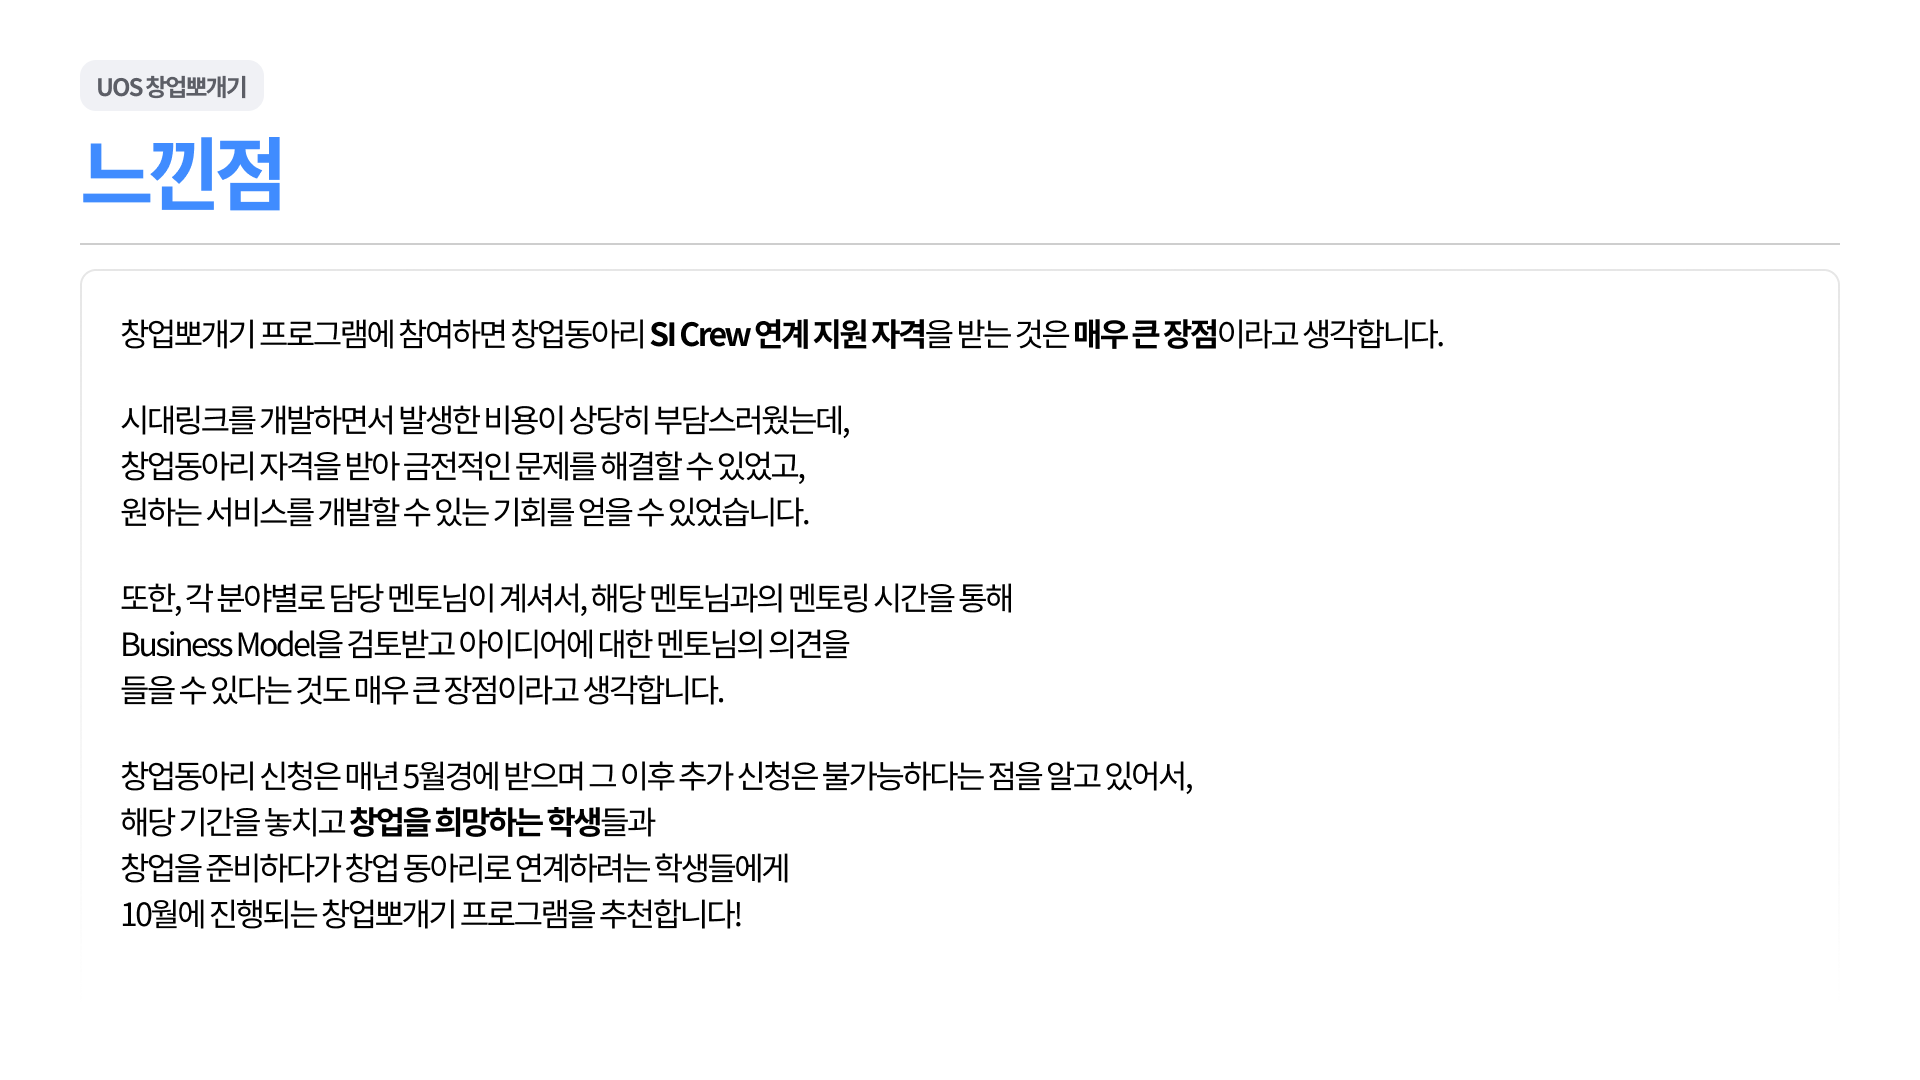 UOS 창업뽀개기
느낀점
창업뽀개기 프로그램에 참여하면 창업동아리 SI Crew 연계 지원 자격을 받는 것은 매우 큰 장점이라고 생각합니다.
시대링크를 개발하면서 발생한 비용이 상당히 부담스러웠는데,
창업동아리 자격을 받아 금전적인 문제를 해결할 수 있었고,
원하는 서비스를 개발할 수 있는 기회를 얻을 수 있었습니다.
또한, 각 분야별로 담당 멘토님이 계셔서, 해당 멘토님과의 멘토링 시간을 통해
Business Model을 검토받고 아이디어에 대한 멘토님의 의견을
들을 수 있다는 것도 매우 큰 장점이라고 생각합니다.
창업동아리 신청은 매년 5월경에 받으며 그 이후 추가 신청은 불가능하다는 점을 알고 있어서,
해당 기간을 놓치고 창업을 희망하는 학생들과
창업을 준비하다가 창업 동아리로 연계하려는 학생들에게
10월에 진행되는 창업뽀개기 프로그램을 추천합니다!